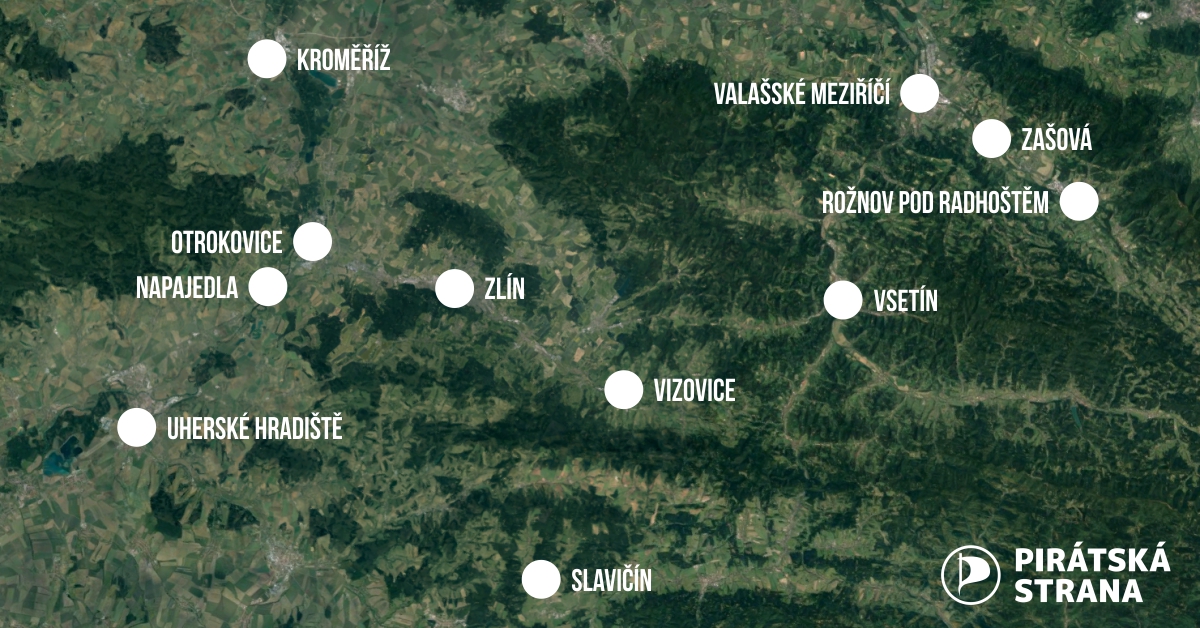 KROMĚŘÍŽ
VALAŠSKÉ MEZIŘÍČÍ
ZAŠOVÁ
ROŽNOV POD RADHOŠTĚM
OTROKOVICE
NAPAJEDLA
ZLÍN
VSETÍN
VIZOVICE
UHERSKÉ HRADIŠTĚ
SLAVIČÍN
PIRÁTSKÁ
STRANA